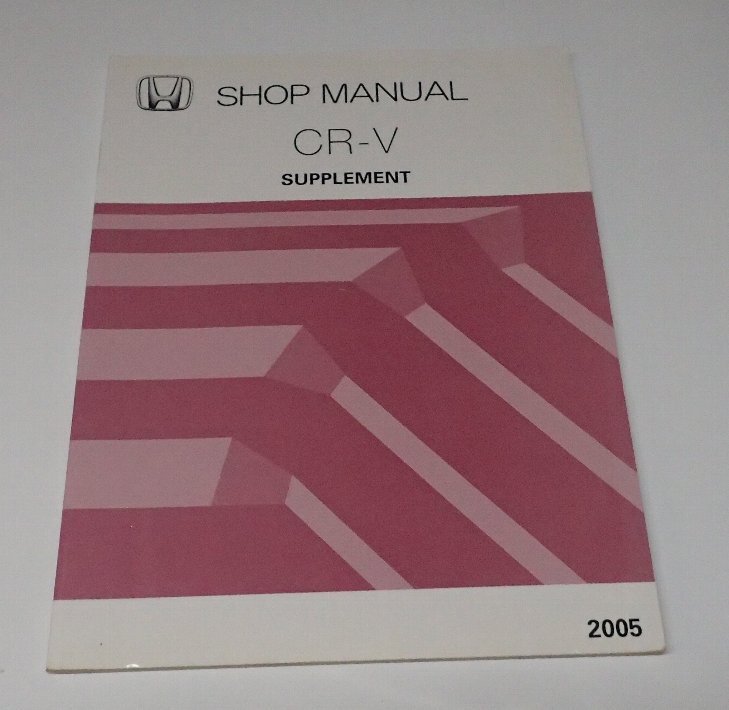 SHOP MANUAL
CR-V
SUPPLEMENT
2005